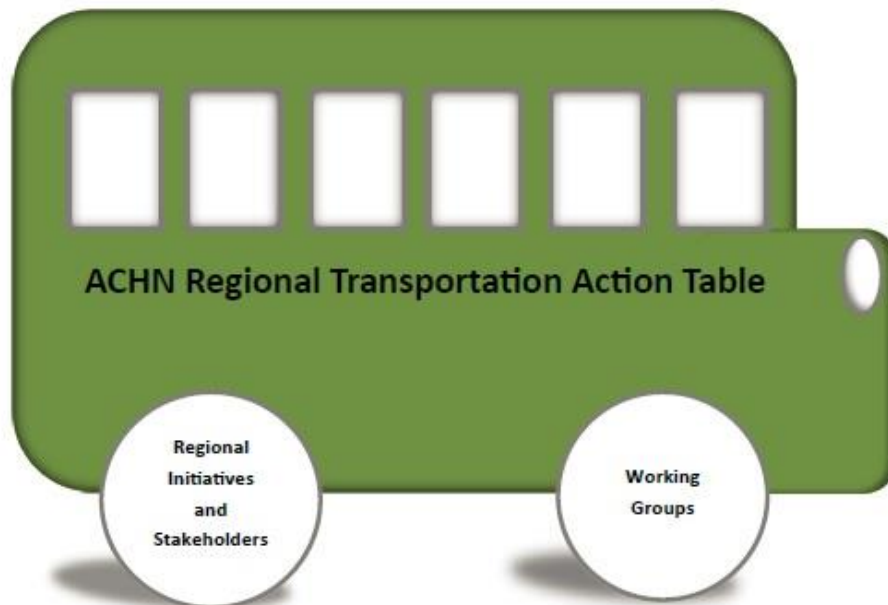 ACHN Regional Transportation Action Table
Regional
Initiatives
and
Stakeholders
Working
Groups